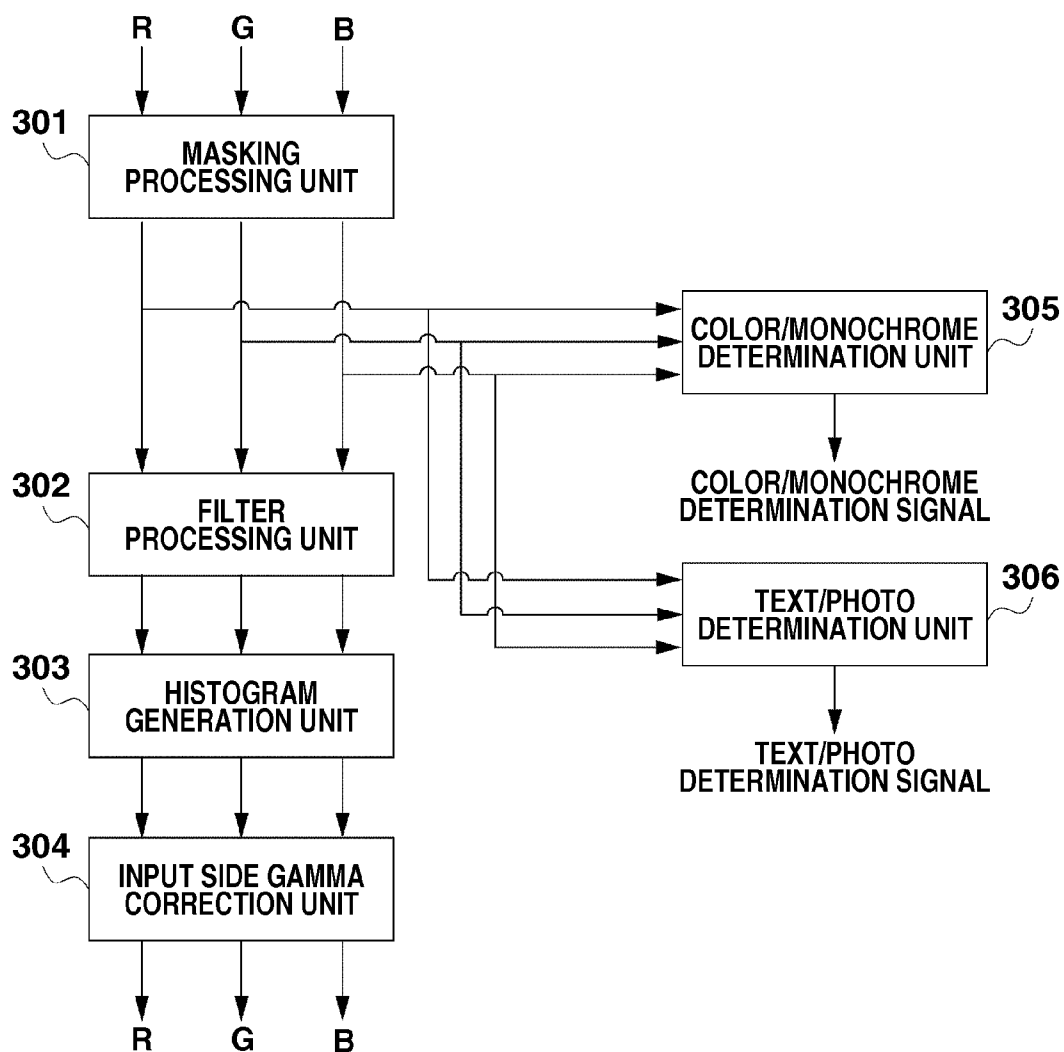 R G B
301
MASKING
PROCESSING UNIT
305
COLOR/MONOCHROME
DETERMINATION UNIT
COLOR/MONOCHROME
DETERMINATION SIGNAL
302
FILTER
PROCESSING UNIT
306
TEXT/PHOTO
DETERMINATION UNIT
TEXT/PHOTO
DETERMINATION SIGNAL
303
HISTOGRAM
GENERATION UNIT
304
INPUT SIDE GAMMA
CORRECTION UNIT
R G B